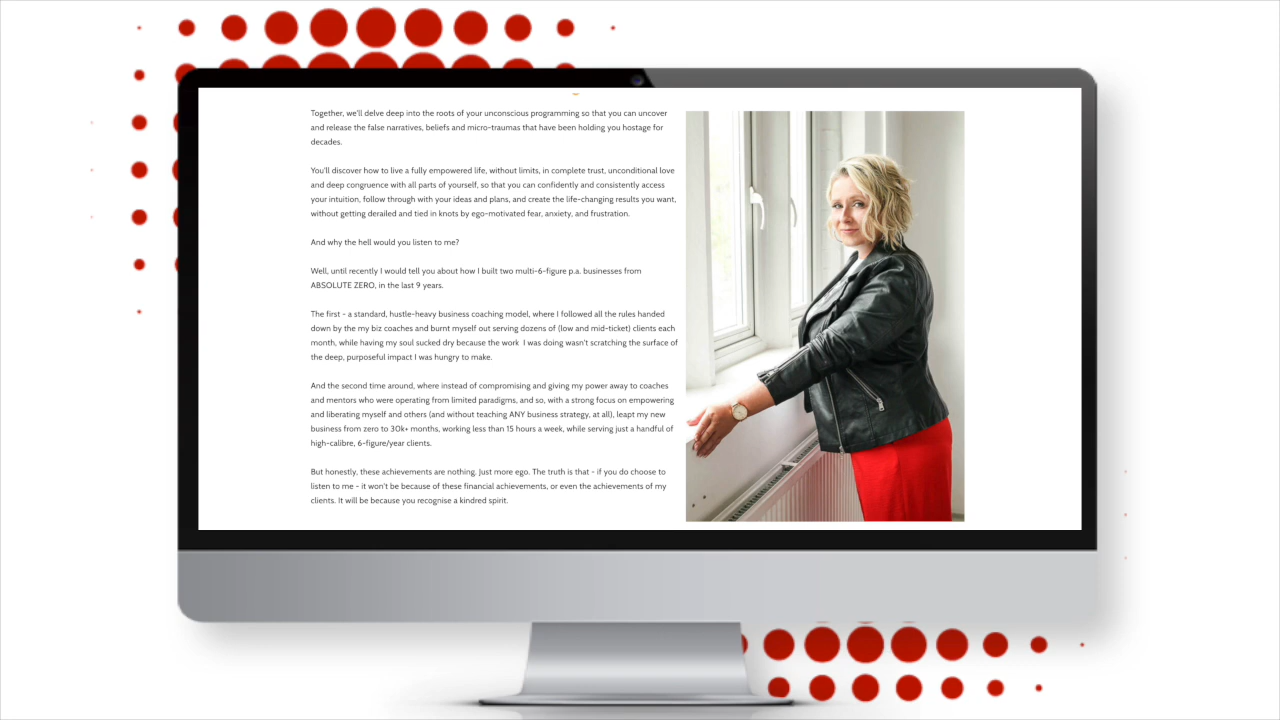 Together, we'll delve deep into the roots of your unconscious programming so that you can uncover
and release the false narratives, beliefs and micro-traumas that have been holding you hostage for
decades.
You'll discover how to live a fully empowered life, without limits, in complete trust, unconditional love
and deep congruence with all parts of yourself, so that you can confidently and consistently access
your intuition, follow through with your ideas and plans, and create the life-changing results you want,
without getting derailed and tied in knots by ego-motivated fear, anxiety, and frustration.
And why the hell would you listen to me?
Well, until recently I would tell you about how I built two multi-6-figure p.a. businesses from
ABSOLUTE ZERO, in the last 9 years.
The first - a standard, hustle-heavy business coaching model, where I followed all the rules handed
down by the my biz coaches and burnt myself out serving dozens of (low and mid-ticket) clients each
month, while having my soul sucked dry because the work I was doing wasn't scratching the surface of
the deep, purposeful impact I was hungry to make.
And the second time around, where instead of compromising and giving my power away to coaches
and mentors who were operating from limited paradigms, and so, with a strong focus on empowering
and liberating myself and others (and without teaching ANY business strategy, at all), leapt my new
business from zero to 30k+ months, working less than 15 hours a week, while serving just a handful of
high-calibre, 6-figure/year clients.
But honestly, these achievements are nothing. Just more ego. The truth is that - if you do choose to
listen to me - it won't be because of these financial achievements, or even the achievements of my
clients. It will be because you recognise a kindred spirit.